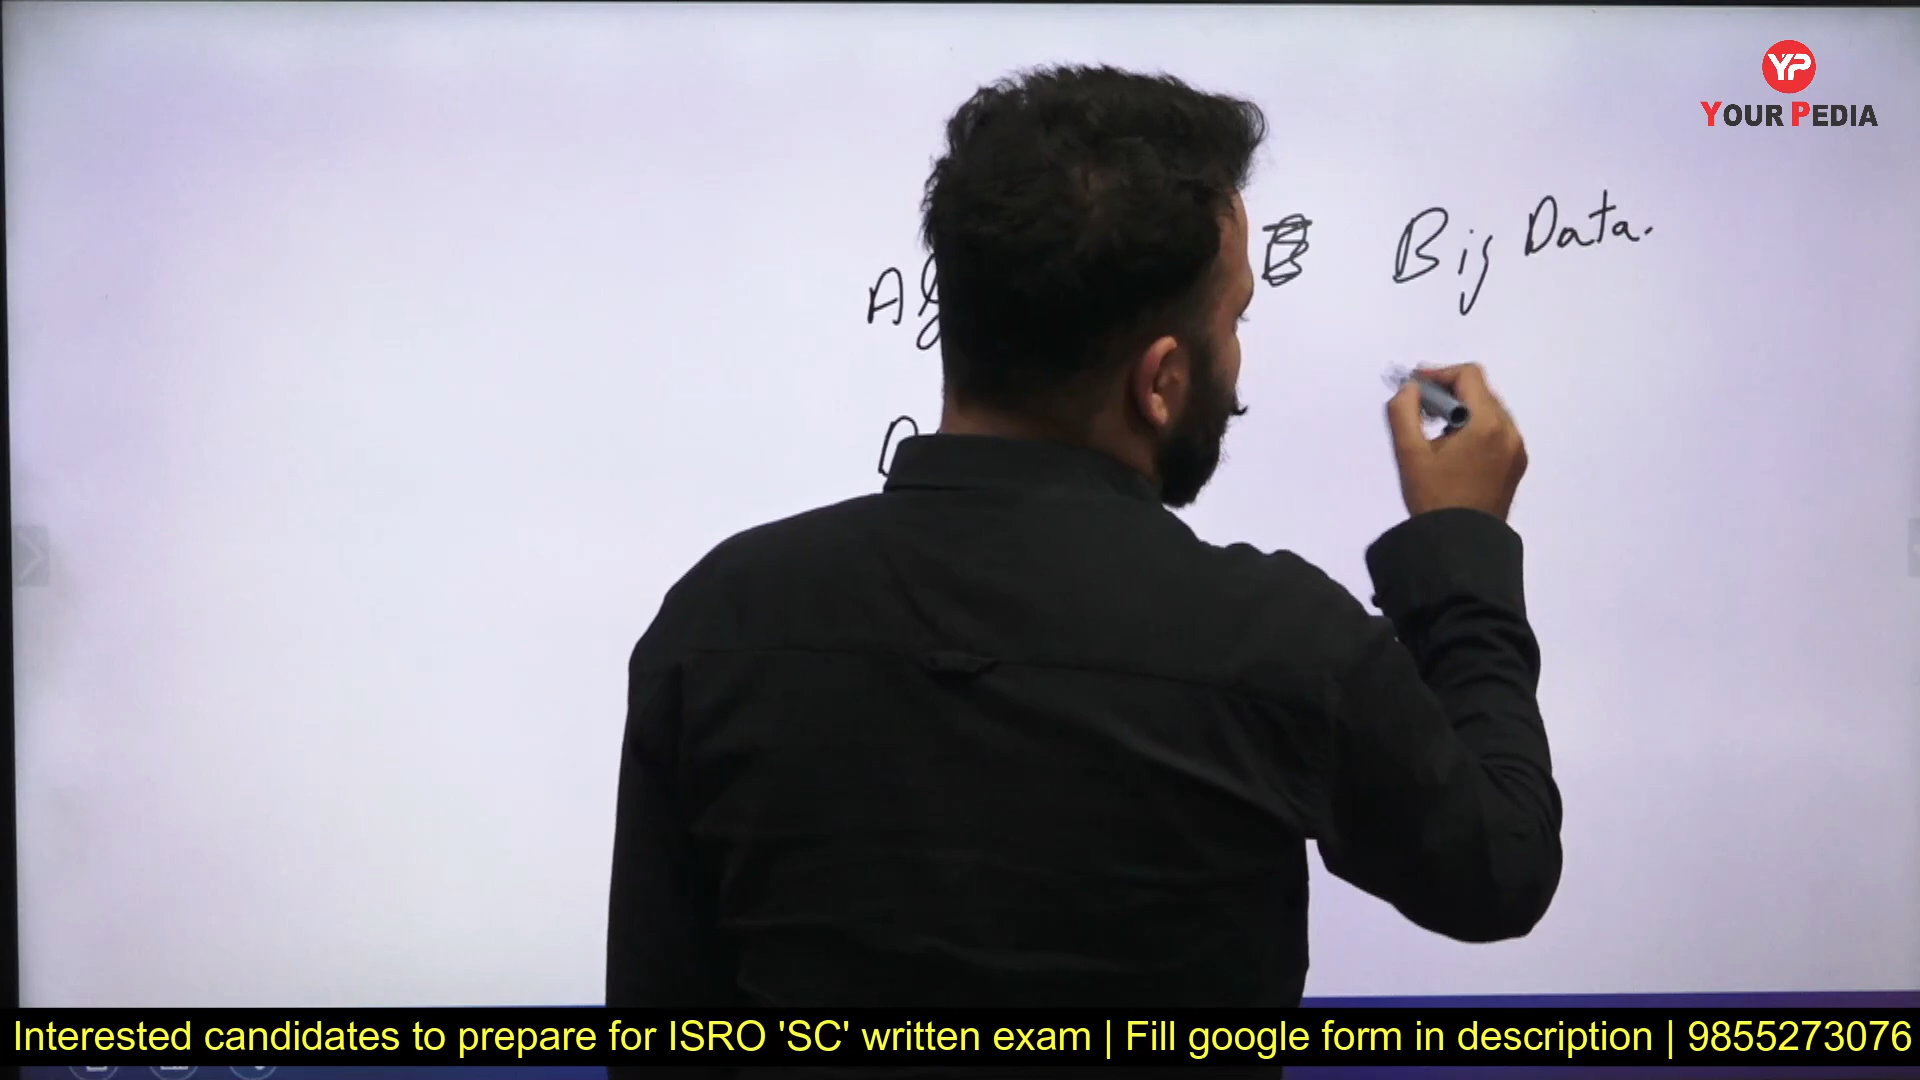 YP
YOUR PEDIA
Big Data.
Interested candidates to prepare for ISRO 'SC' written exam | Fill google form in description | 9855273076